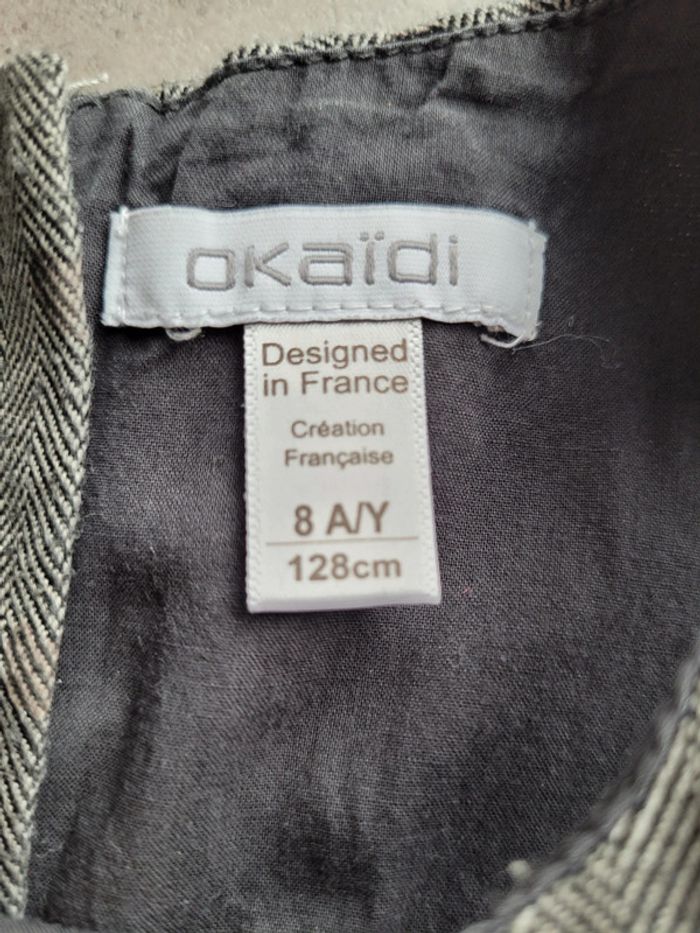 OKaïdi
Designed
in France
Création
Française
8 A/Y
128cm